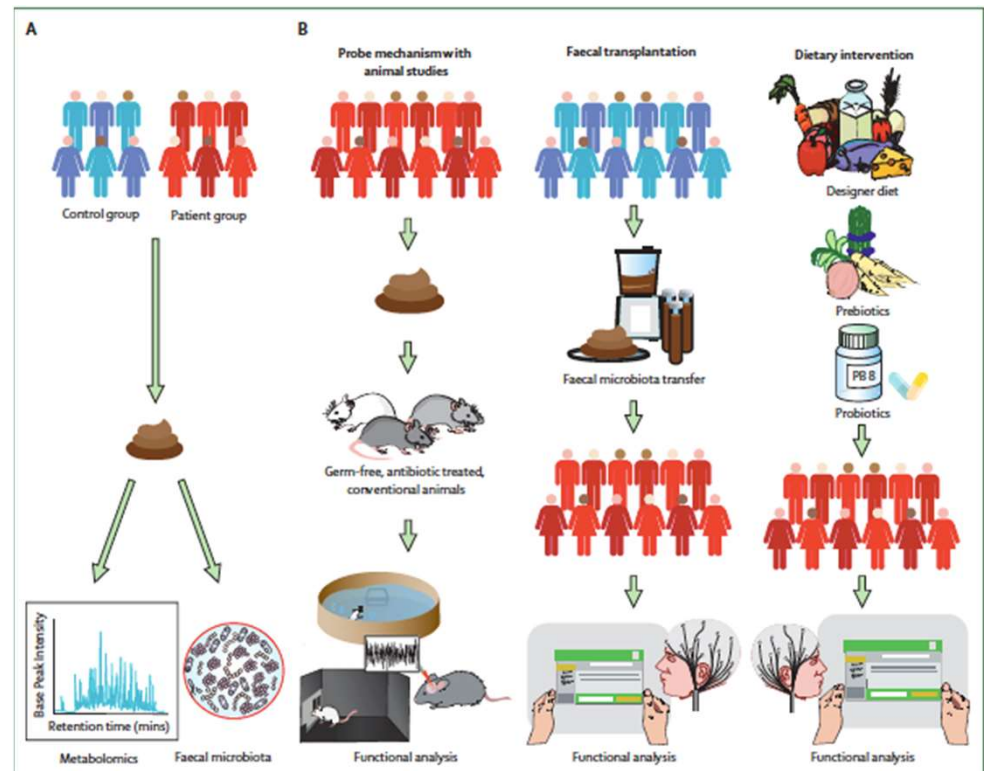 A
B
Probe mechanism with
animal studies
Faecal transplantation
Dietary intervention
Control group
Patient group
Designer diet
Prebiotics
Faecal microbiota transfer
PB 8
Probiotics
Germ-free, antibiotic treated,
conventional animals
Base Peak Intensity
Retention time (mins)
Metabolomics
Faecal microbiota
Functional analysis
Functional analysis
Functional analysis